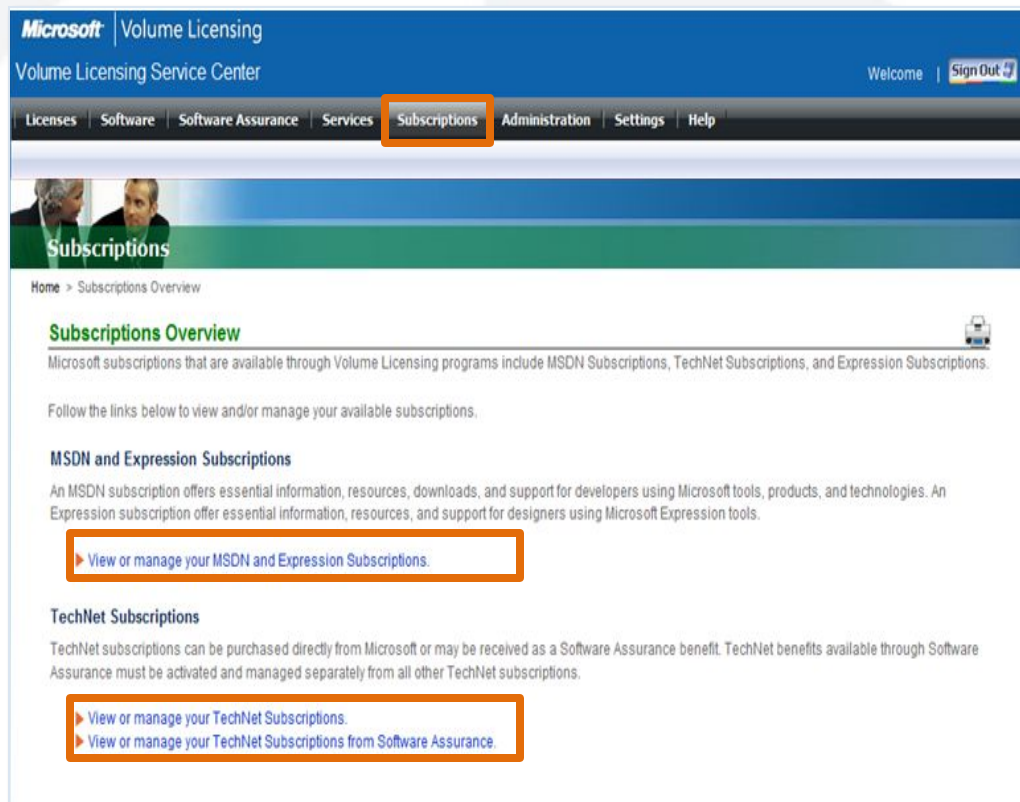 Microsoft | Volume Licensing
Volume Licensing Service Center
Welcome | Sign Out
Licenses | Software | Software Assurance | Services | Subscriptions | Administration | Settings | Help
Subscriptions
Home > Subscriptions Overview
Subscriptions Overview
Microsoft subscriptions that are available through Volume Licensing programs include MSDN Subscriptions, TechNet Subscriptions, and Expression Subscriptions.
Follow the links below to view and/or manage your available subscriptions.
MSDN and Expression Subscriptions
An MSDN subscription offers essential information, resources, downloads, and support for developers using Microsoft tools, products, and technologies. An
Expression subscription offer essential information, resources, and support for designers using Microsoft Expression tools.
View or manage your MSDN and Expression Subscriptions.
TechNet Subscriptions
TechNet subscriptions can be purchased directly from Microsoft or may be received as a Software Assurance benefit. TechNet benefits available through Software
Assurance must be activated and managed separately from all other TechNet subscriptions.
View or manage your TechNet Subscriptions.
View or manage your TechNet Subscriptions from Software Assurance.